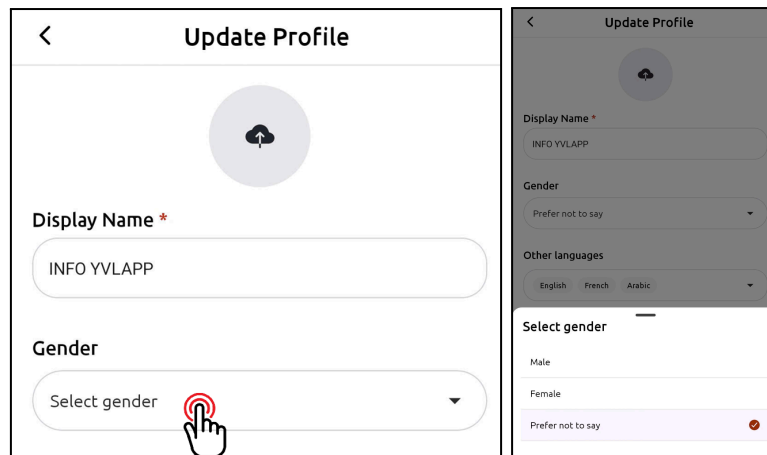 Update Profile
Display Name *
INFO YVLAPP
Gender
Select gender
Update Profile
Display Name *
INFO YVLAPP
Gender
Prefer not to say
Other languages
English French Arabic
Select gender
Male
Female
Prefer not to say